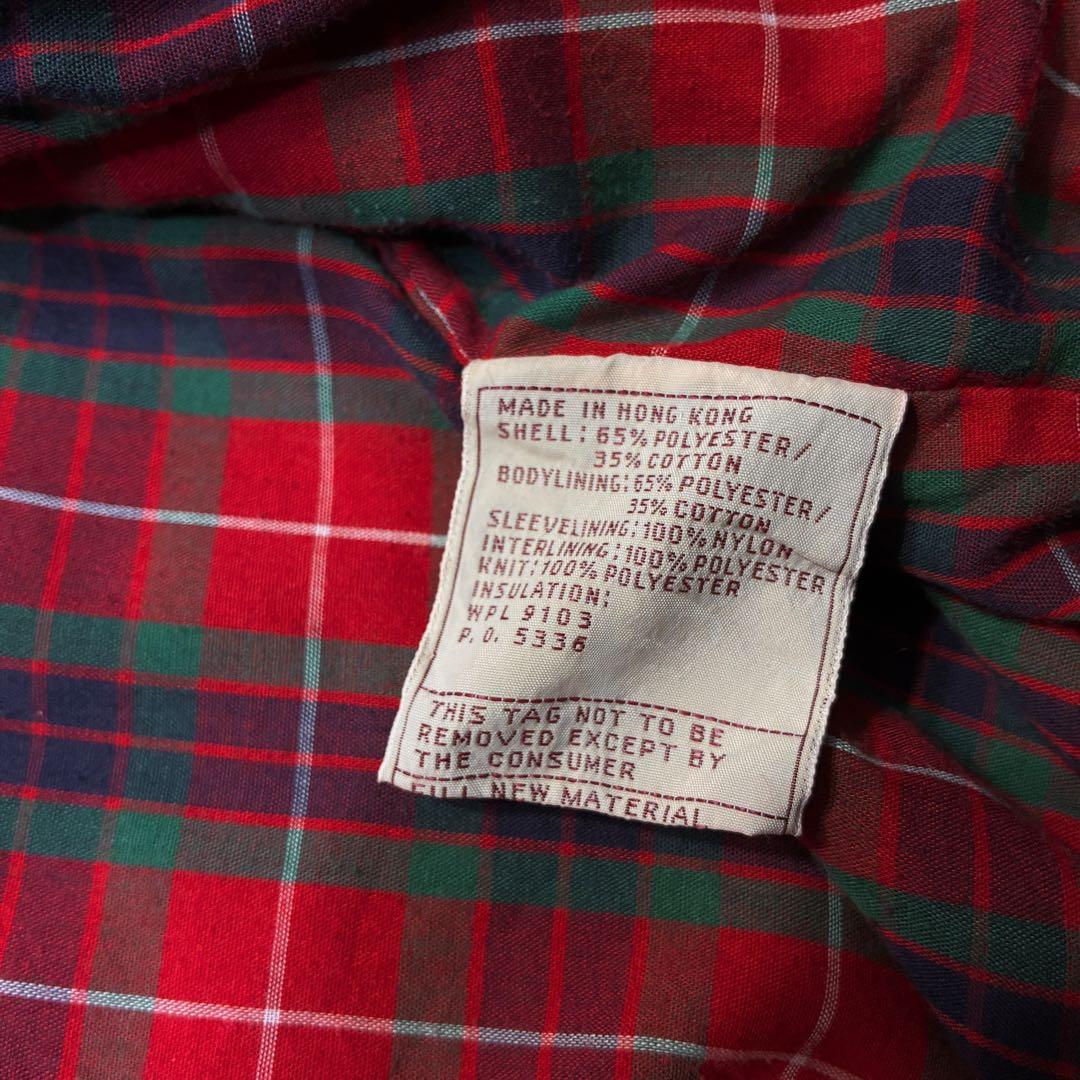 MADE IN HONG KONG
SHELL: 65% POLYESTER/
35% COTTON
BODYLINING: 65% POLYESTER/
35% COTTON
SLEEVELINING: 100% NYLON
INTERLINING: 100% POLYESTER
KNIT: 100% POLYESTER
INSULATION:
WPL 9103
P.O. 5336
THIS TAG NOT TO BE
REMOVED EXCEPT BY
THE CONSUMER
NEW MATERIAL